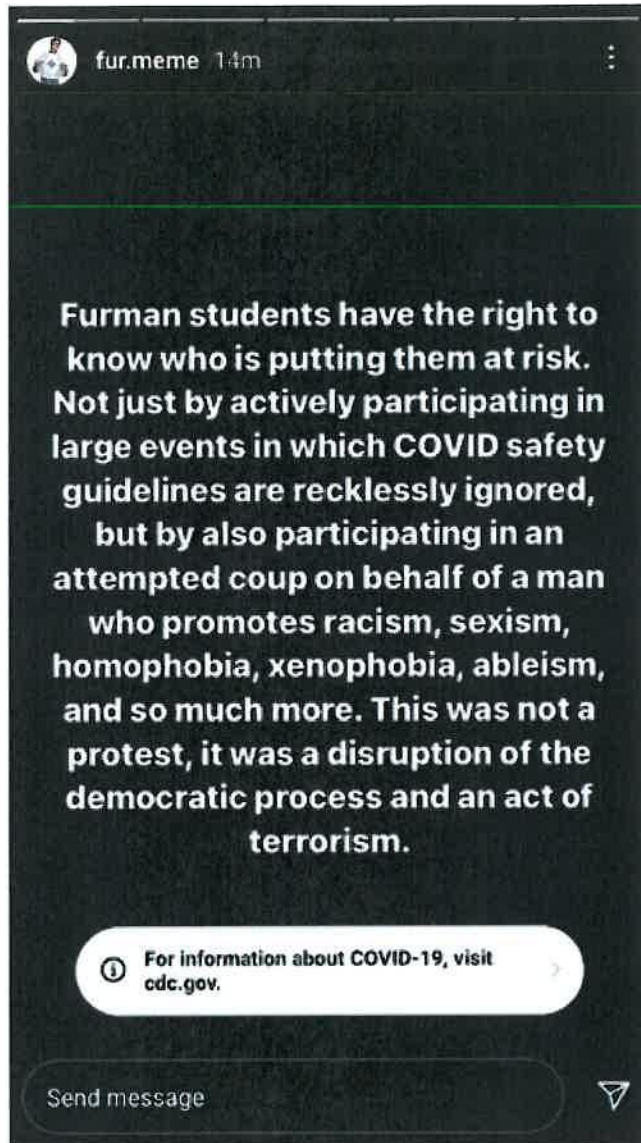 fur.meme 14m
Furman students have the right to
know who is putting them at risk.
Not just by actively participating in
large events in which COVID safety
guidelines are recklessly ignored,
but by also participating in an
attempted coup on behalf of a man
who promotes racism, sexism,
homophobia, xenophobia, ableism,
and so much more. This was not a
protest, it was a disruption of the
democratic process and an act of
terrorism.
For information about COVID-19, visit
cdc.gov.
Send message